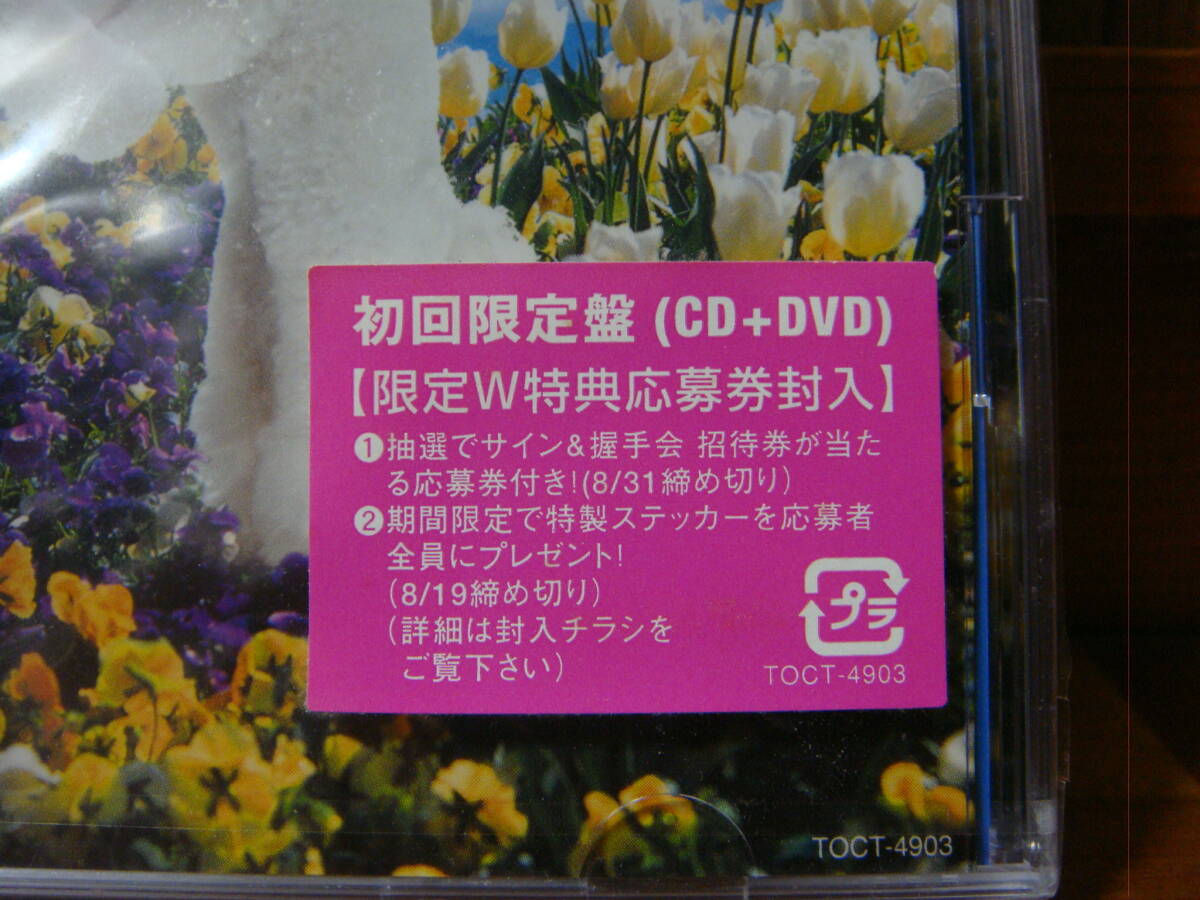 初回限定盤 (CD+DVD)
【限定W特典応募券封入】
❶抽選でサイン&握手会 招待券が当た
る応募券付き!(8/31締め切り)
❷期間限定で特製ステッカーを応募者
全員にプレゼント!
(8/19締め切り)
(詳細は封入チラシを
ご覧下さい)
プラ
TOCT-4903
TOCT-4903